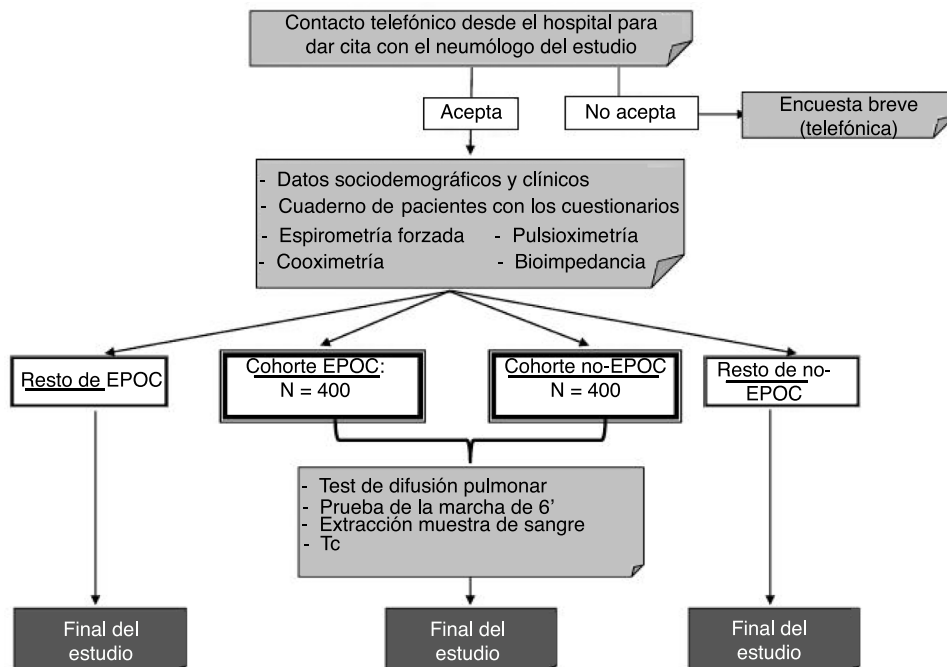 Contacto telefónico desde el hospital para
dar cita con el neumólogo del estudio
Acepta
No acepta
Encuesta breve
(telefónica)
- Datos sociodemográficos y clínicos
- Cuaderno de pacientes con los cuestionarios
- Espirometría forzada - Pulsioximetría
- Cooximetría - Bioimpedancia
Resto de EPOC
Cohorte EPOC:
N = 400
Cohorte no-EPOC
N = 400
Resto de no-
EPOC
- Test de difusión pulmonar
- Prueba de la marcha de 6’
- Extracción muestra de sangre
- Tc
Final del
estudio
Final del
estudio
Final del
estudio